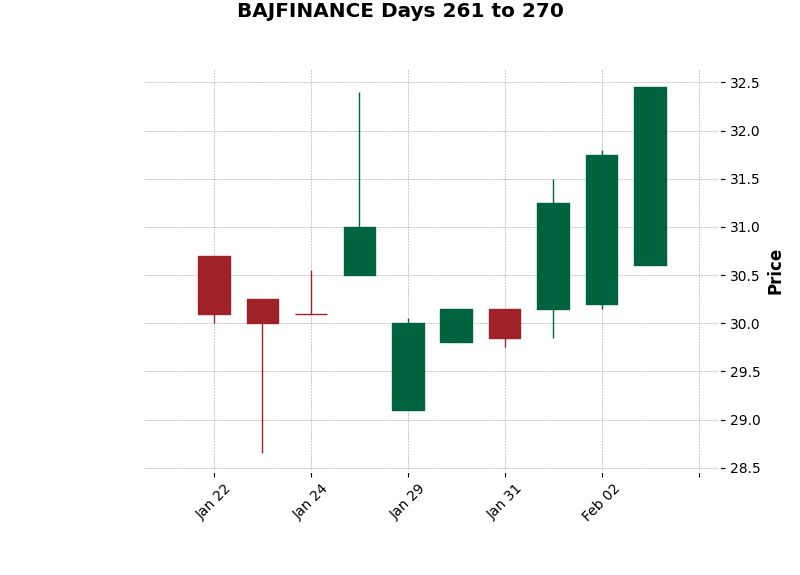 BAJFINANCE Days 261 to 270
32.5
32.0
31.5
31.0
30.5
30.0
29.5
29.0
28.5
Price
Jan 22
Jan 24
Jan 29
Jan 31
Feb 02